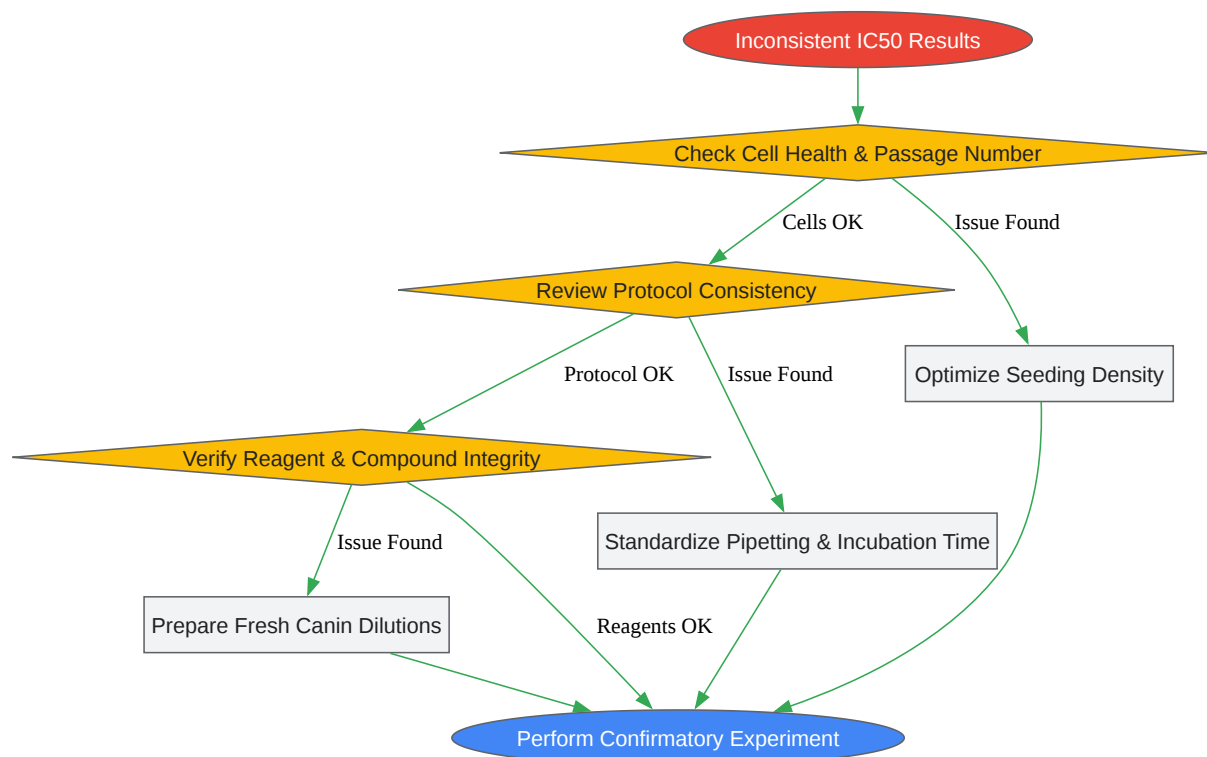 Inconsistent IC50 Results
Check Cell Health & Passage Number
Cells OK
Issue Found
Review Protocol Consistency
Protocol OK
Issue Found
Optimize Seeding Density
Verify Reagent & Compound Integrity
Issue Found
Standardize Pipetting & Incubation Time
Prepare Fresh Canin Dilutions
Reagents OK
Perform Confirmatory Experiment